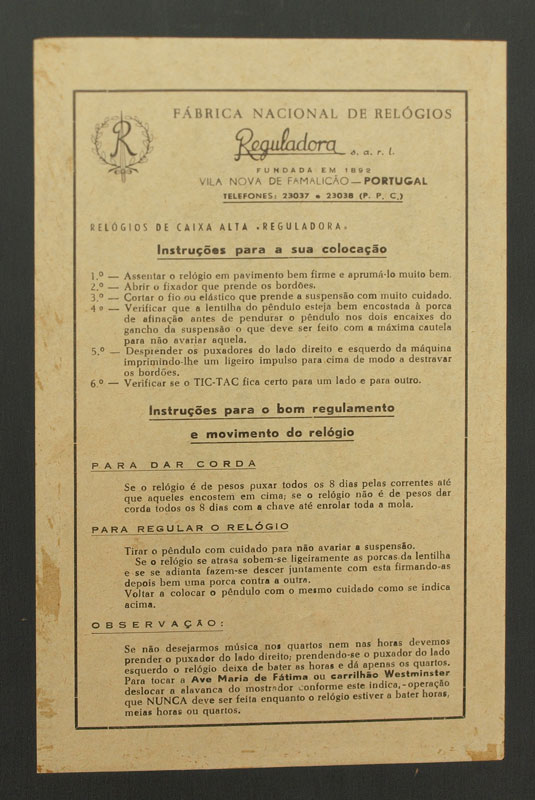 R
FÁBRICA NACIONAL DE RELÓGIOS
Reguladora s. a. r. l.
FUNDADA EM 1892
VILA NOVA DE FAMALICÃO — PORTUGAL
TELEFONES: 23037 e 23038 (P. P. C.)
RELÓGIOS DE CAIXA ALTA «REGULADORA»
Instruções para a sua colocação
1.º — Assentar o relógio em pavimento bem firme e aprumá-lo muito bem.
2.º — Abrir o fixador que prende os bordões.
3.º — Cortar o fio ou elástico que prende a suspensão com muito cuidado.
4º — Verificar que a lentilha do pêndulo esteja bem encostada à porca
de afinação antes de pendurar o pêndulo nos dois encaixes do
gancho da suspensão o que deve ser feito com a máxima cautela
para não avariar aquela.
5.º — Desprender os puxadores do lado direito e esquerdo da máquina
imprimindo-lhe um ligeiro impulso para cima de modo a destravar
os bordões.
6.º — Verificar se o TIC-TAC fica certo para um lado e para outro.
Instruções para o bom regulamento
e movimento do relógio
PARA DAR CORDA
Se o relógio é de pesos puxar todos os 8 dias pelas correntes até
que aqueles encostem em cima; se o relógio não é de pesos dar
corda todos os 8 dias com a chave até enrolar toda a mola.
PARA REGULAR O RELÓGIO
Tirar o pêndulo com cuidado para não avariar a suspensão.
Se o relógio se atrasa sobem-se ligeiramente as porcas da lentilha
e se se adianta fazem-se descer juntamente com esta firmando-as
depois bem uma porca contra a outra.
Voltar a colocar o pêndulo com o mesmo cuidado como se indica
acima.
OBSERVAÇÃO:
Se não desejarmos música nos quartos nem nas horas devemos
prender o puxador do lado direito; prendendo-se o puxador do lado
esquerdo o relógio deixa de bater as horas e dá apenas os quartos.
Para tocar a Ave Maria de Fátima ou carrilhão Westminster
deslocar a alavanca do mostrador conforme este indica, - operação
que NUNCA deve ser feita enquanto o relógio estiver a bater horas,
meias horas ou quartos.